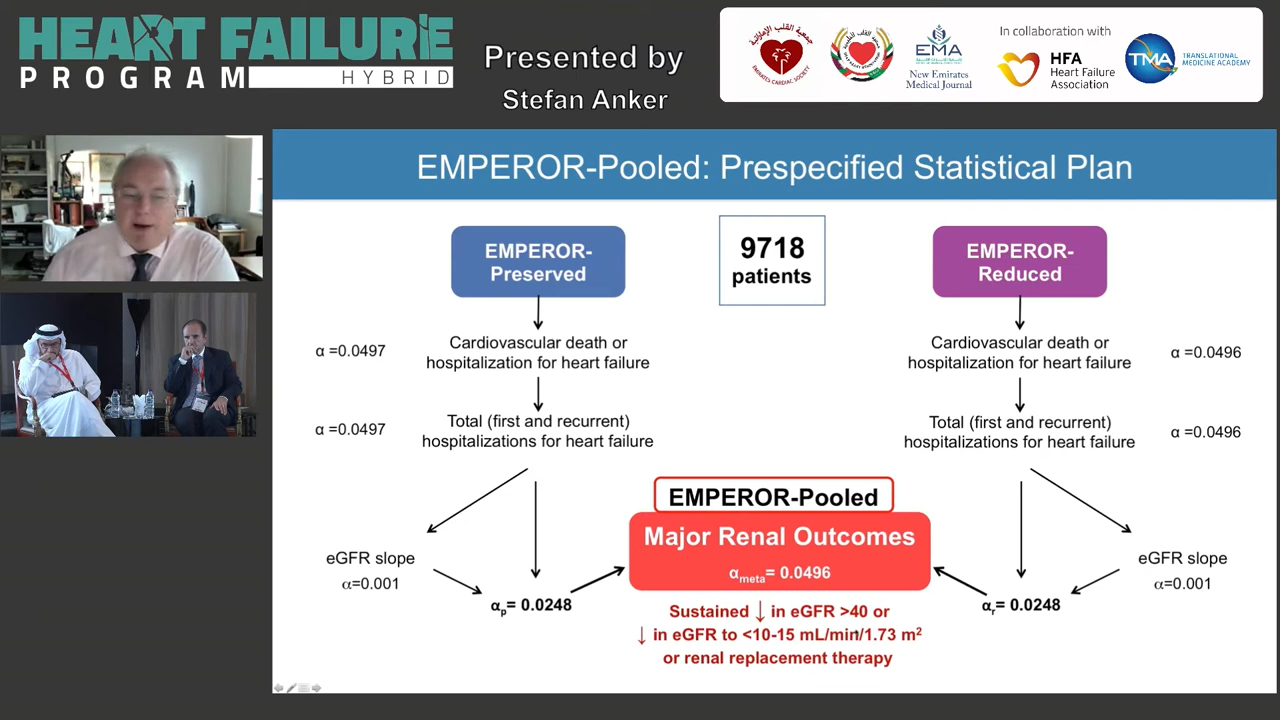 HEART FAILURE
PROGRAM HYBRID
Presented by
Stefan Anker
جمعية القلب الإماراتية
EMIRATES CARDIAC SOCIETY
EMA
New Emirates
Medical Journal
In collaboration with
HFA
Heart Failure
Association
TMA
TRANSLATIONAL
MEDICINE ACADEMY
EMPEROR-Pooled: Prespecified Statistical Plan
EMPEROR-
Preserved
9718
patients
EMPEROR-
Reduced
α =0.0497
Cardiovascular death or
hospitalization for heart failure
Cardiovascular death or
hospitalization for heart failure
α =0.0496
α =0.0497
Total (first and recurrent)
hospitalizations for heart failure
Total (first and recurrent)
hospitalizations for heart failure
α =0.0496
EMPEROR-Pooled
Major Renal Outcomes
αmeta= 0.0496
eGFR slope
α=0.001
αp= 0.0248
eGFR slope
α=0.001
αr= 0.0248
Sustained ↓ in eGFR >40 or
↓ in eGFR to <10-15 mL/min/1.73 m²
or renal replacement therapy